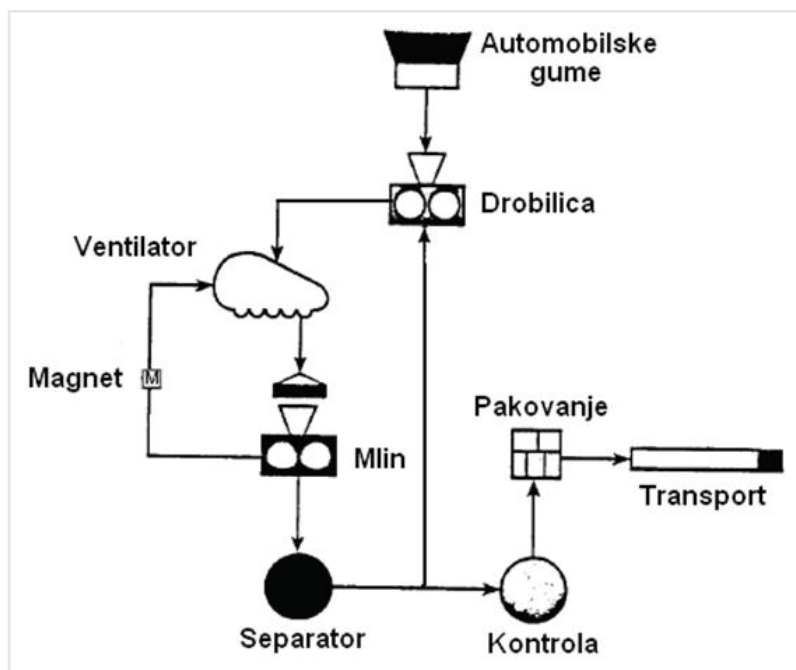 Automobilske
gume
Drobilica
Ventilator
Magnet
M
Mlin
Pakovanje
Transport
Separator
Kontrola